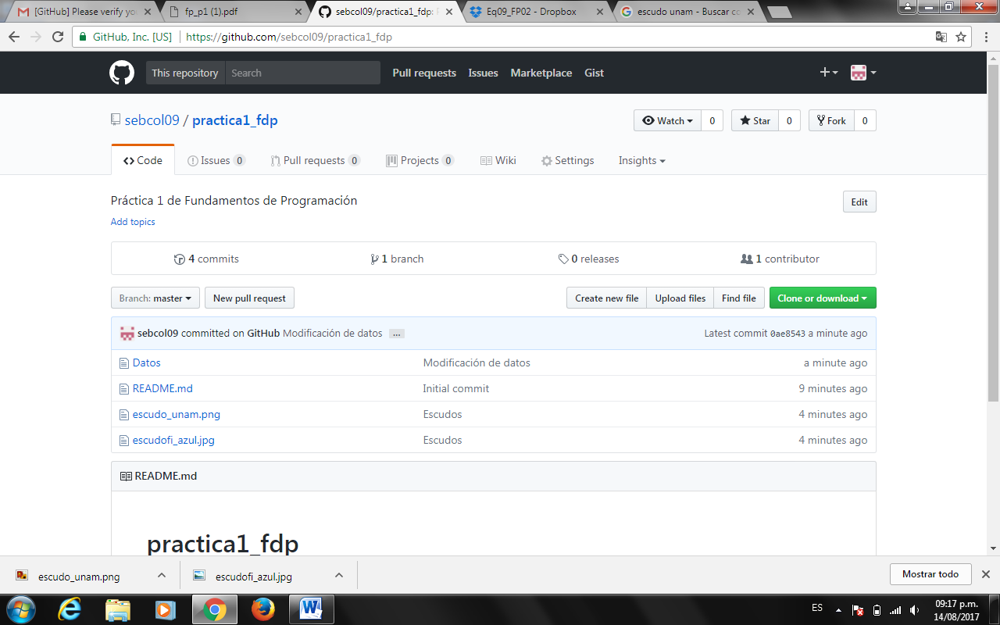 [GitHub] Please verify yo
fp_p1 (1).pdf
sebcol09/practica1_fdp: P
Eq09_FP02 - Dropbox
escudo unam - Buscar co
GitHub, Inc. [US]
https://github.com/sebcol09/practica1_fdp
This repository
Search
Pull requests
Issues
Marketplace
Gist
sebcol09 / practica1_fdp
Watch 0
Star 0
Fork 0
Code
Issues 0
Pull requests 0
Projects 0
Wiki
Settings
Insights
Práctica 1 de Fundamentos de Programación
Edit
Add topics
4 commits
1 branch
0 releases
1 contributor
Branch: master
New pull request
Create new file
Upload files
Find file
Clone or download
sebcol09 committed on GitHub Modificación de datos ...
Latest commit 0ae8543 a minute ago
Datos
Modificación de datos
a minute ago
README.md
Initial commit
9 minutes ago
escudo_unam.png
Escudos
4 minutes ago
escudofi_azul.jpg
Escudos
4 minutes ago
README.md
practica1_fdp
escudo_unam.png
escudofi_azul.jpg
Mostrar todo
ES
09:17 p.m.
14/08/2017